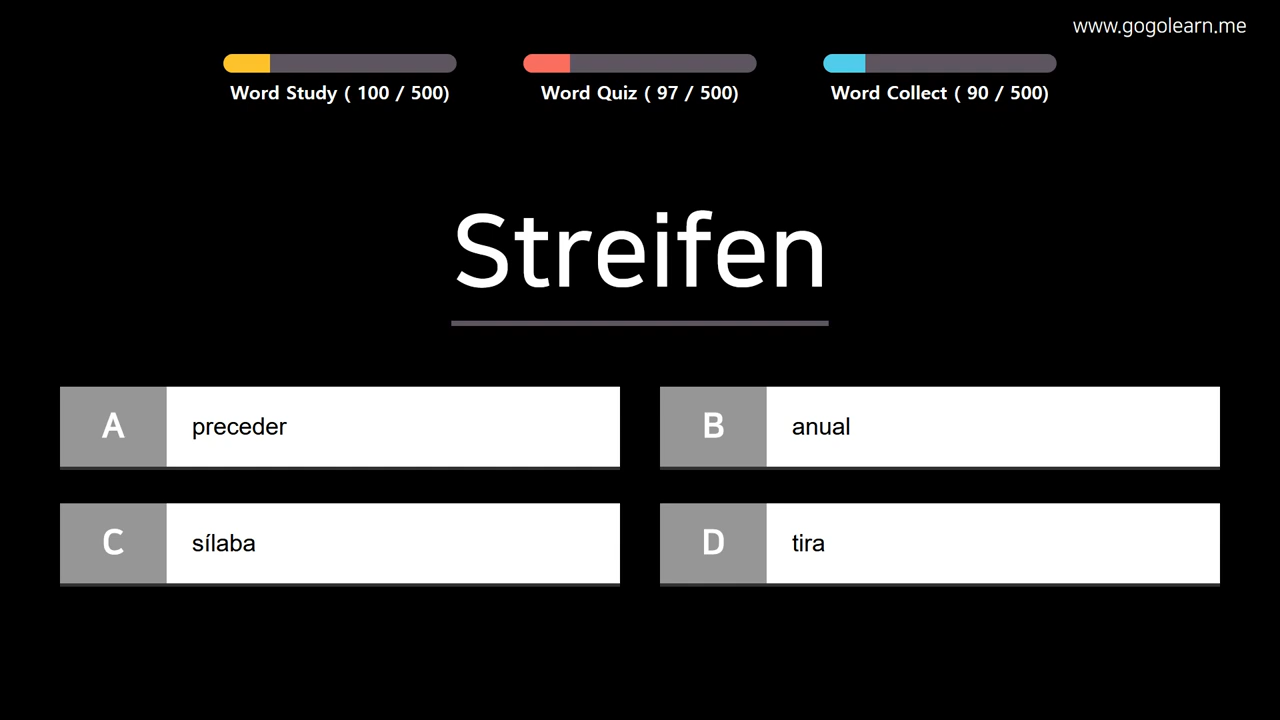 www.gogolearn.me
Word Study ( 100 / 500)
Word Quiz ( 97 / 500)
Word Collect ( 90 / 500)
Streifen
A preceder
B anual
C sílaba
D tira